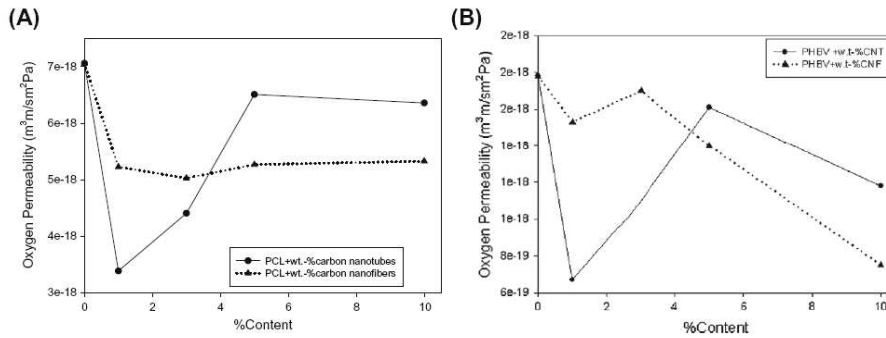 (A)
7e-18
6e-18
5e-18
4e-18
3e-18
Oxygen Permeability (m³m/sm²Pa)
0 2 4 6 8 10
%Content
PCL+wt.-%carbon nanotubes
PCL+wt.-%carbon nanofibers
(B)
2e-18
2e-18
2e-18
1e-18
1e-18
1e-18
8e-19
6e-19
Oxygen Permeability (m³m/sm²Pa)
0 2 4 6 8 10
%Content
PHBV+w.t-%CNT
PHBV+w.t-%CNF